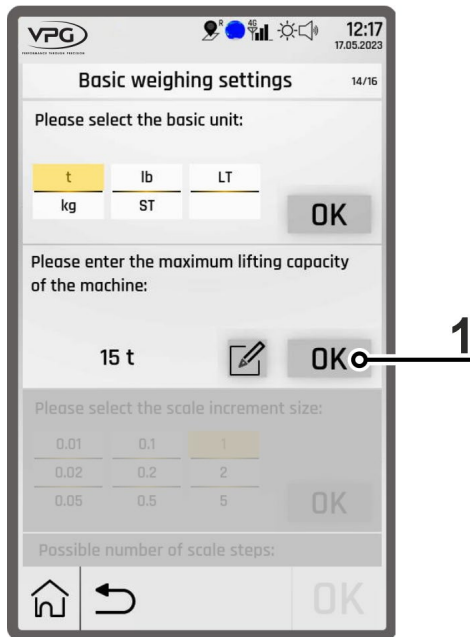 VPG
R
4G
12:17
17.05.2023
Basic weighing settings 14/16
Please select the basic unit:
t lb LT
kg ST
OK
Please enter the maximum lifting capacity
of the machine:
15 t OK
1
Please select the scale increment size:
0.01 0.1 1
0.02 0.2 2
0.05 0.5 5
OK
Possible number of scale steps:
OK